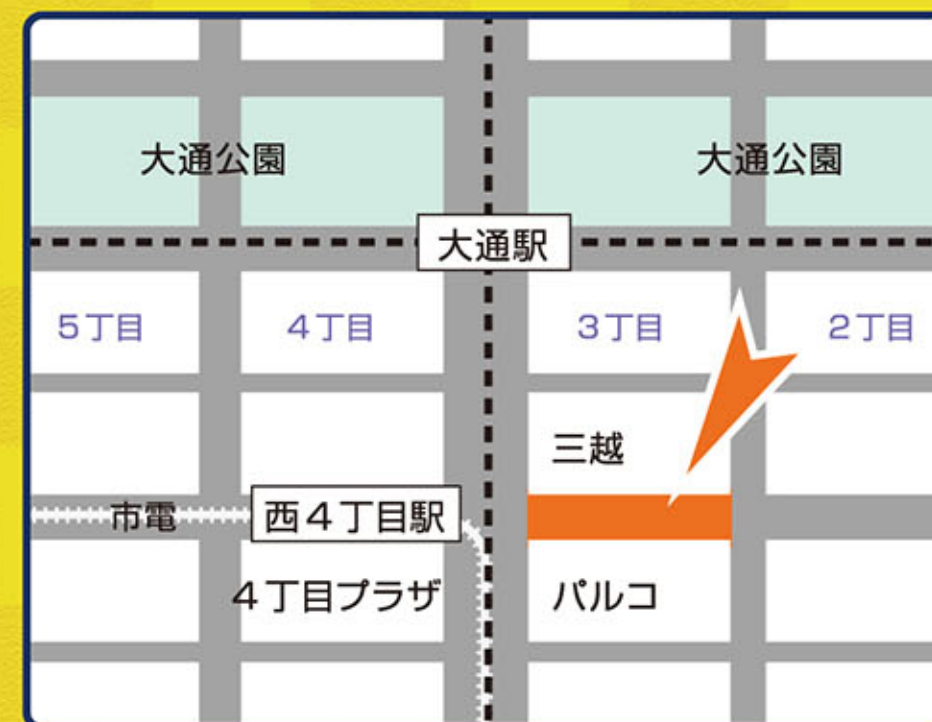 大通公園
大通公園
大通駅
5丁目
4丁目
3丁目
2丁目
三越
市電
西4丁目駅
4丁目プラザ
パルコ